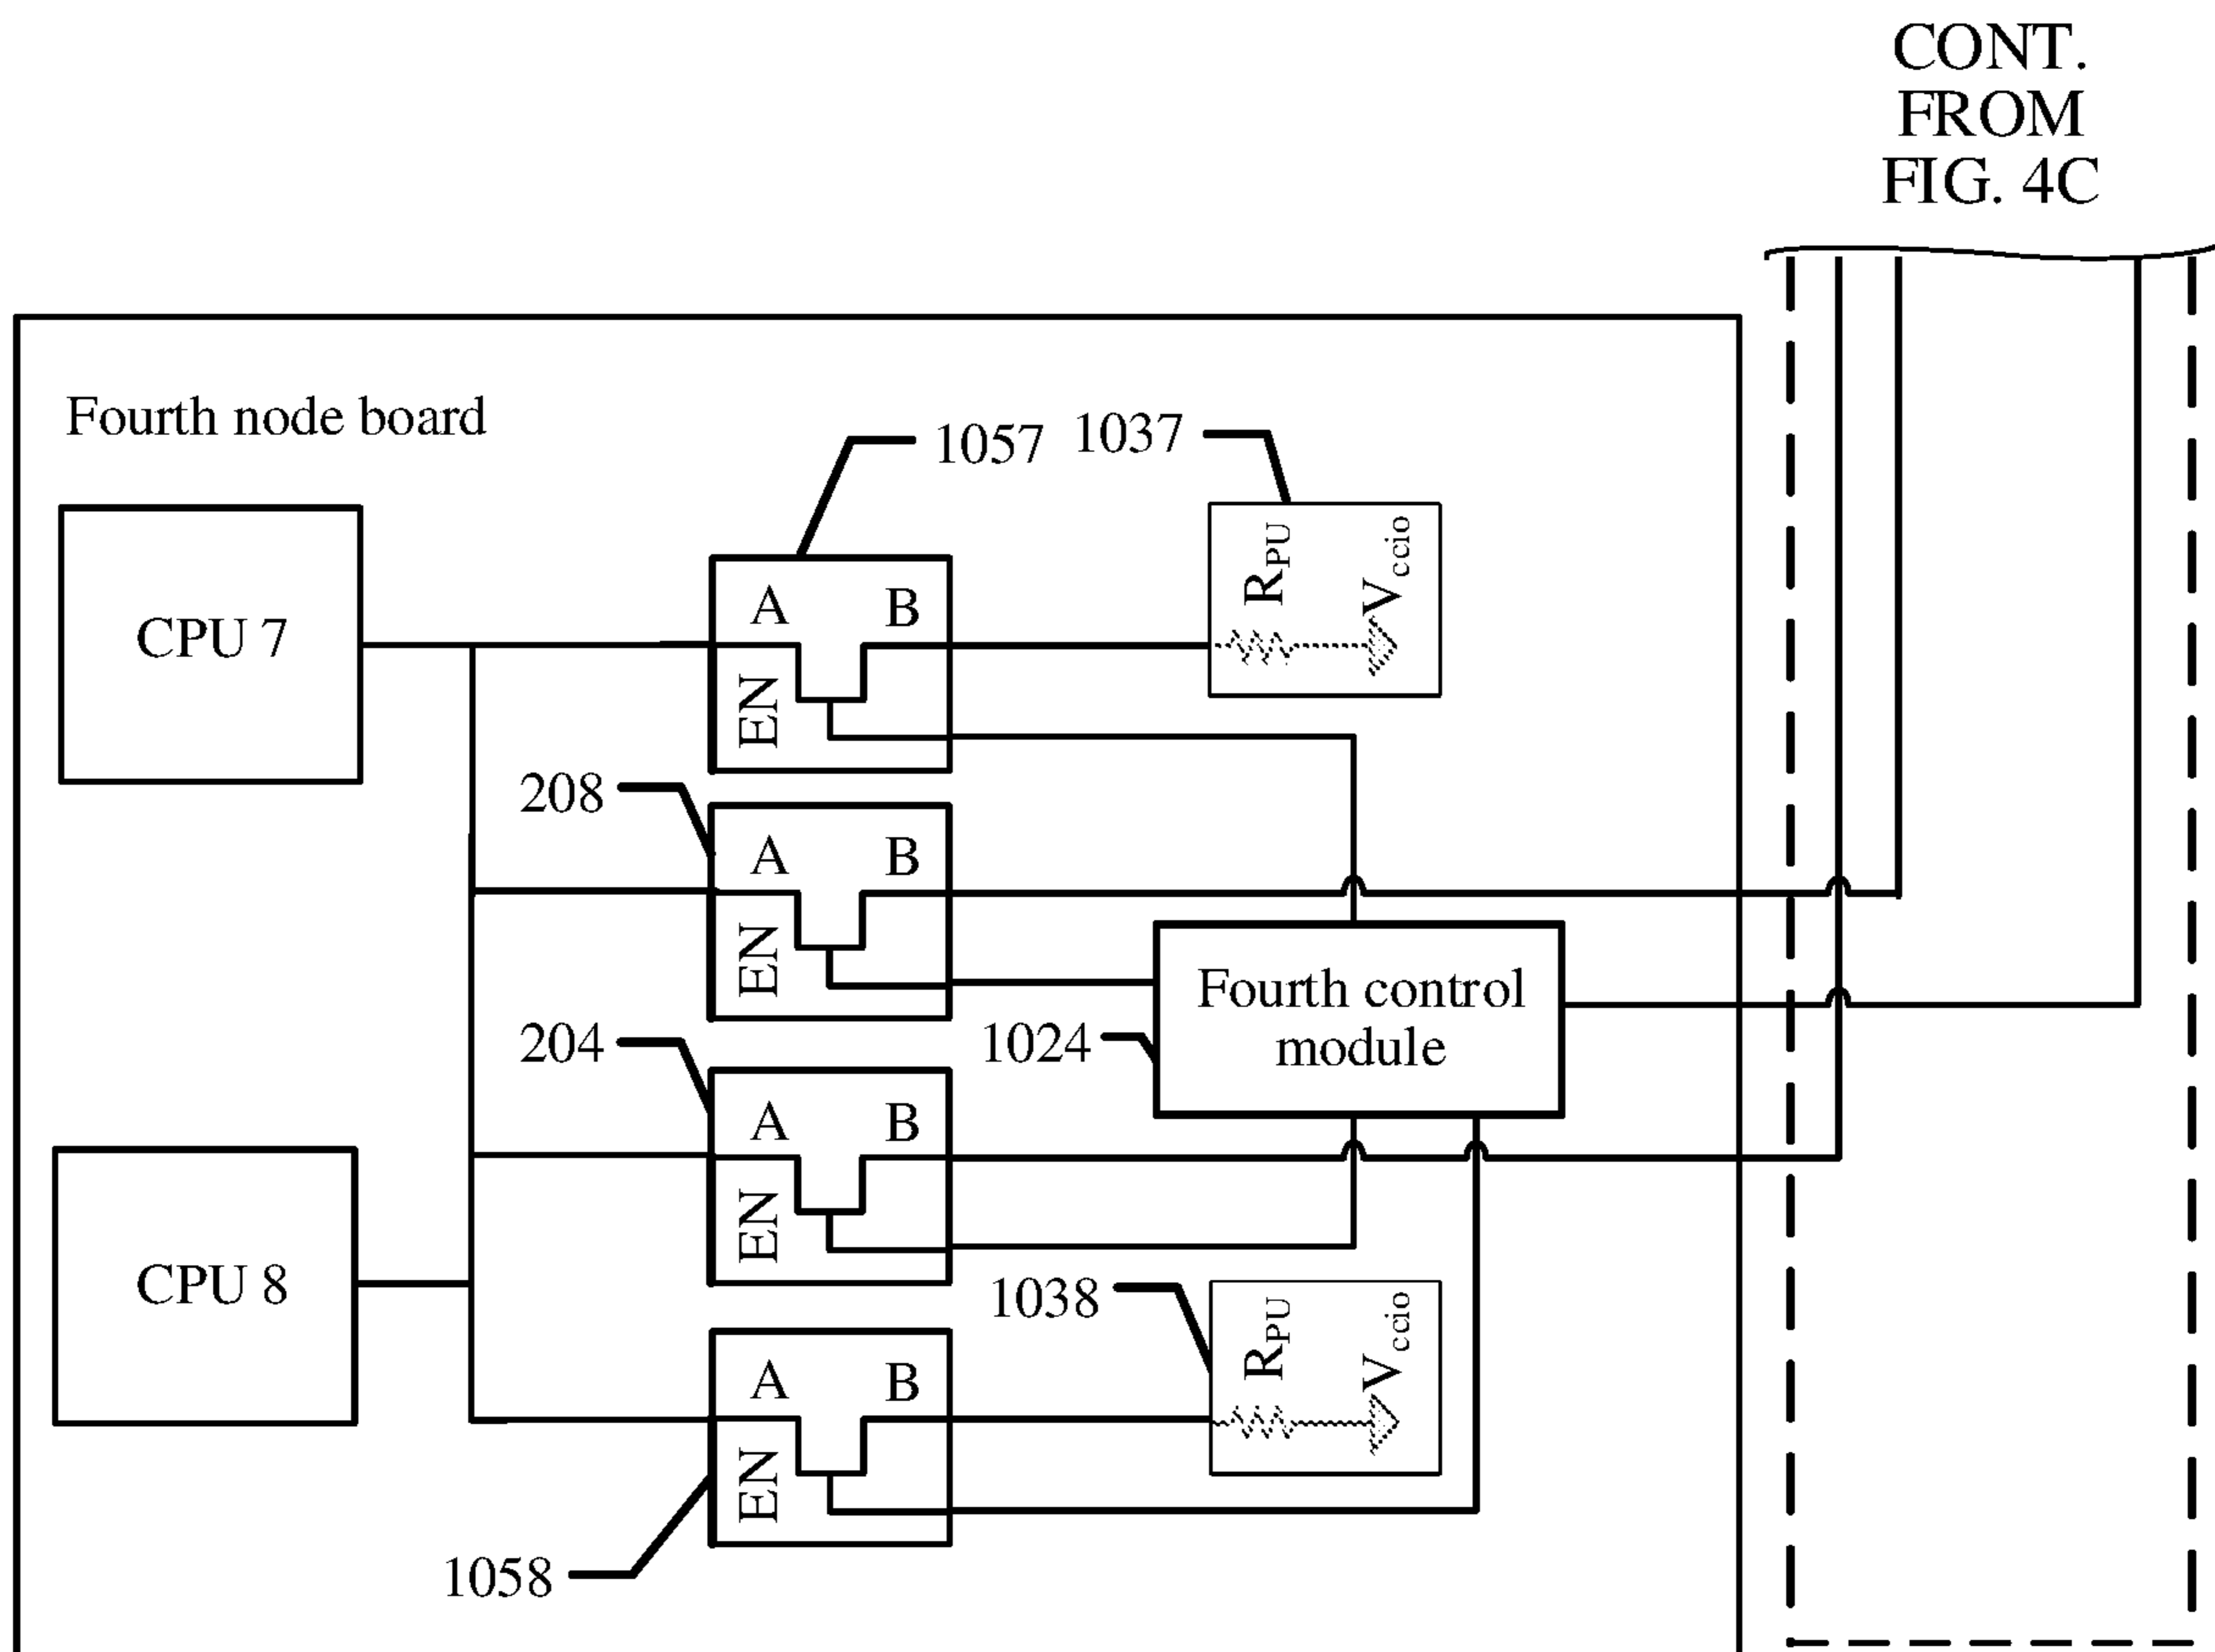 CONT.
FROM
FIG. 4C
Fourth node board
1057
1037
CPU 7
A
B
EN
RPU
Vccio
208
A
B
EN
204
1024
Fourth control
module
A
B
EN
CPU 8
1038
RPU
Vccio
A
B
EN
1058